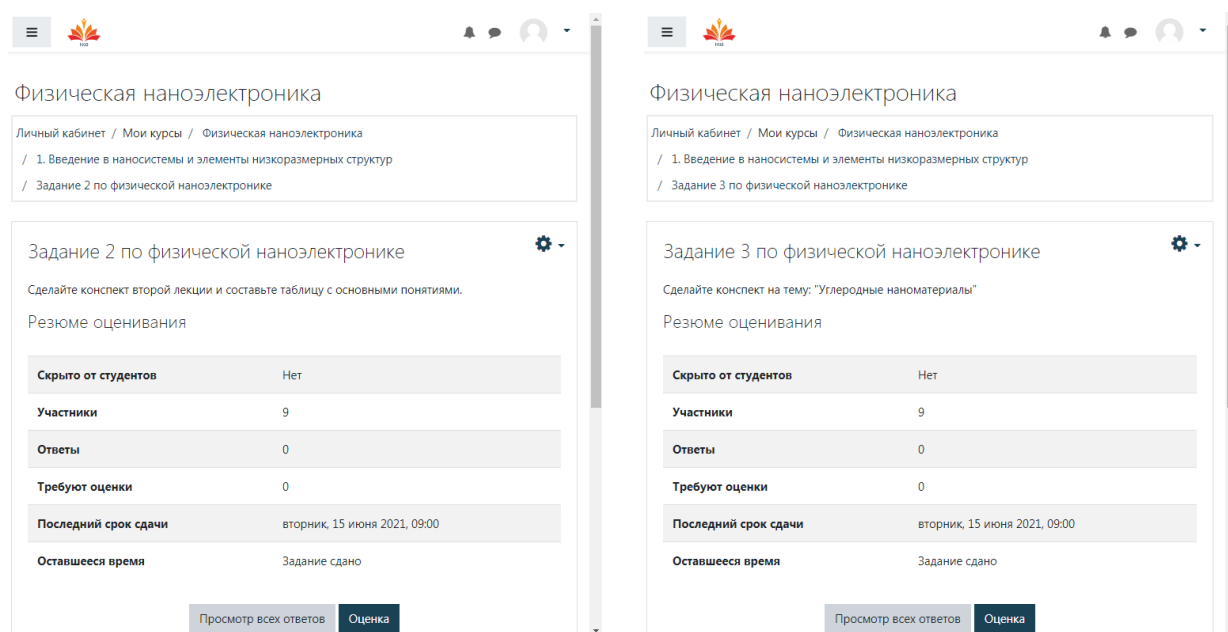 Физическая наноэлектроника
Личный кабинет / Мои курсы / Физическая наноэлектроника
/ 1. Введение в наносистемы и элементы низкоразмерных структур
/ Задание 2 по физической наноэлектронике
Задание 2 по физической наноэлектронике
Сделайте конспект второй лекции и составьте таблицу с основными понятиями.
Резюме оценивания
Скрыто от студентов Нет
Участники 9
Ответы 0
Требуют оценки 0
Последний срок сдачи вторник, 15 июня 2021, 09:00
Оставшееся время Задание сдано
Просмотр всех ответов Оценка
Физическая наноэлектроника
Личный кабинет / Мои курсы / Физическая наноэлектроника
/ 1. Введение в наносистемы и элементы низкоразмерных структур
/ Задание 3 по физической наноэлектронике
Задание 3 по физической наноэлектронике
Сделайте конспект на тему: "Углеродные наноматериалы"
Резюме оценивания
Скрыто от студентов Нет
Участники 9
Ответы 0
Требуют оценки 0
Последний срок сдачи вторник, 15 июня 2021, 09:00
Оставшееся время Задание сдано
Просмотр всех ответов Оценка